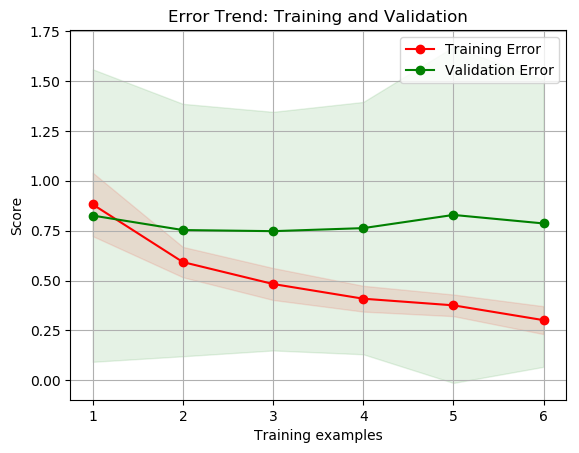 Error Trend: Training and Validation
1.75
1.50
1.25
1.00
0.75
0.50
0.25
0.00
Score
Training Error
Validation Error
1 2 3 4 5 6
Training examples